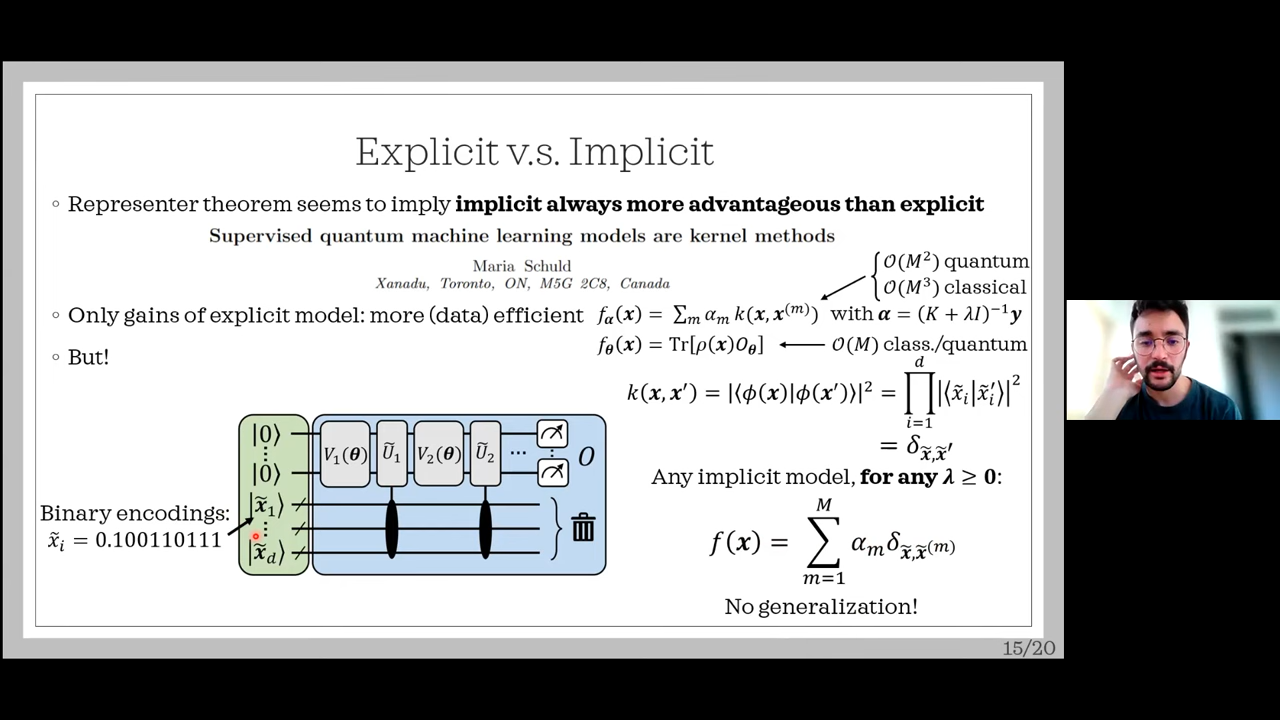 Explicit v.s. Implicit
◦ Representer theorem seems to imply implicit always more advantageous than explicit
Supervised quantum machine learning models are kernel methods
Maria Schuld
Xanadu, Toronto, ON, M5G 2C8, Canada
𝒪(M²) quantum
𝒪(M³) classical
◦ Only gains of explicit model: more (data) efficient f_α(x) = ∑_m α_m k(x, x^(m)) with α = (K + λI)⁻¹y
f_θ(x) = Tr[ρ(x)O_θ] ← 𝒪(M) class./quantum
◦ But!
k(x, x′) = |⟨ϕ(x)|ϕ(x′)⟩|² = ∏_{i=1}^{d} |⟨x̃_i|x̃′_i⟩|²
= δ_{x̃,x̃′}
Any implicit model, for any λ ≥ 0:
f(x) = ∑_{m=1}^{M} α_m δ_{x̃,x̃^(m)}
No generalization!
|0⟩
⋮
|0⟩
V₁(θ) Ũ₁ V₂(θ) Ũ₂ ⋯ ⋮ O
|x̃₁⟩
⋮
|x̃_d⟩
Binary encodings:
x̃_i = 0.100110111
15/20